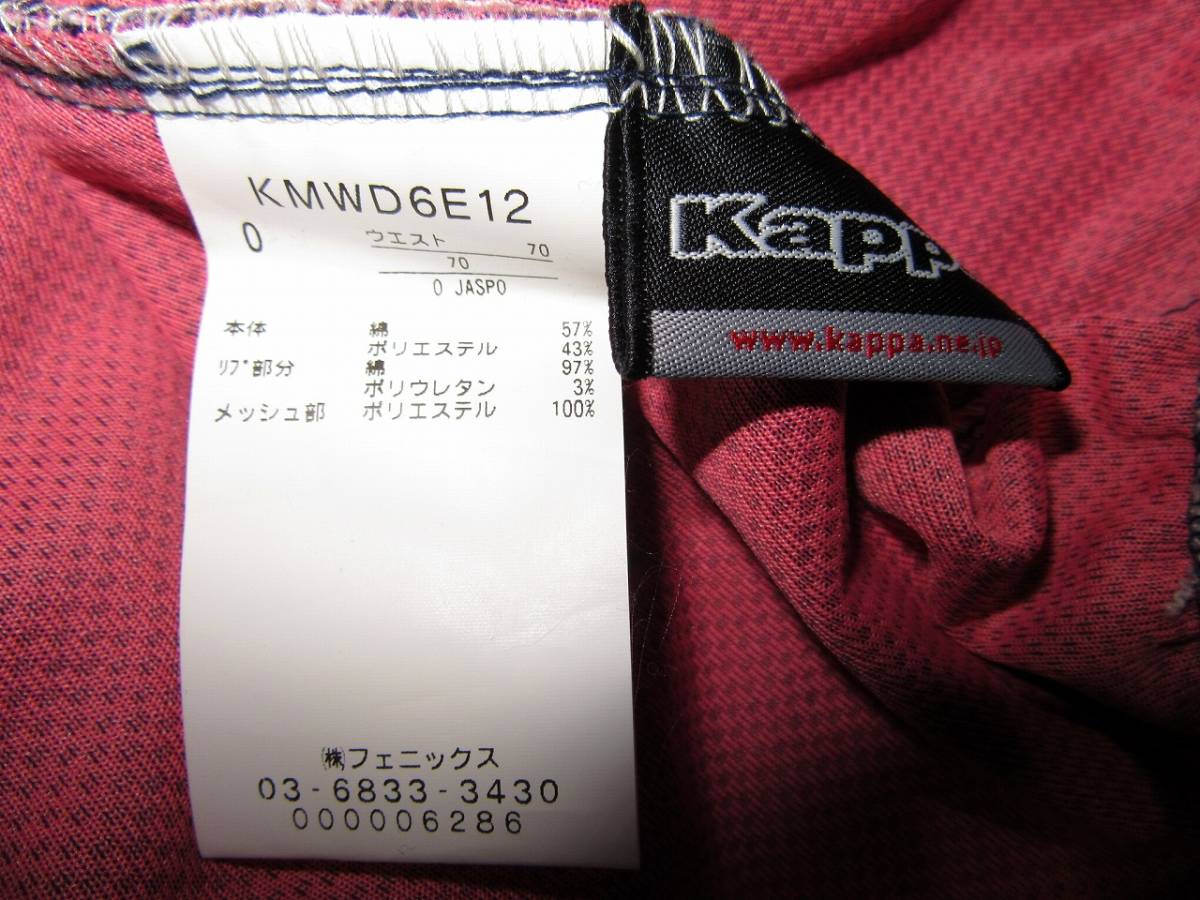 KMWD6E12
0 ウエスト 70
70
0 JASPO
本体 綿 57%
ポリエステル 43%
ﾘﾌﾞ部分 綿 97%
ポリウレタン 3%
メッシュ部 ポリエステル 100%
㈱フェニックス
03-6833-3430
000006286
Kapp
www.kappa.ne.jp